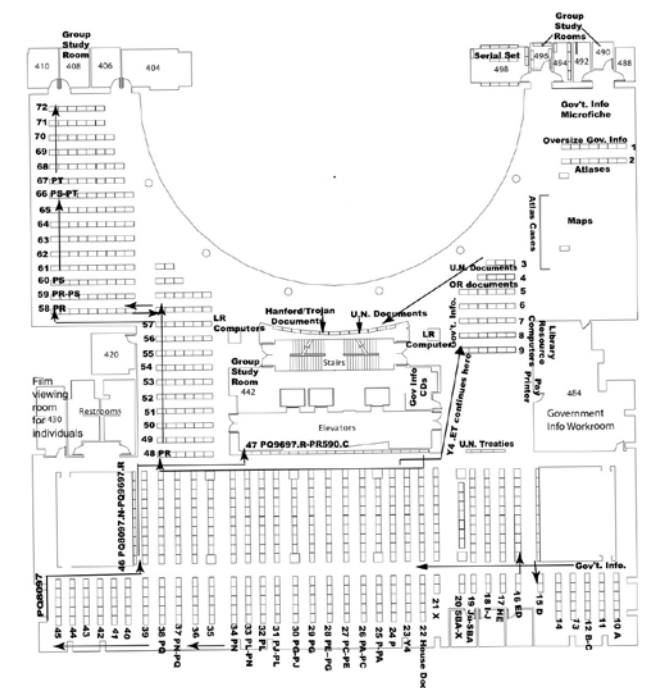 Group
Study
Room
410
408
406
404
Group
Study
Rooms
Serial Set
498
496
494
492
490
488
Gov't. Info
Microfiche
Oversize Gov. Info
1
2
Atlases
Atlas Cases
Maps
72
71
70
69
68
67 PT
66 PS-PT
65
64
63
62
61
60 PS
59 PR-PS
58 PR
57
56
55
54
53
52
51
50
49
48 PR
3
U.N. Documents
4
OR documents
5
6
7
8
9
Gov't. Info.
Library
Resource
Computers
Pay
Printer
Hanford/Trojan
Documents
U.N. Documents
LR
Computers
LR
Computer
Stairs
Group
Study
Room
442
Gov Info
CDs
Elevators
47 PQ9697.R-PR590.C
Y4 .ET continues here
420
Film
viewing
room
for
individuals
430
Restrooms
484
Government
Info Workroom
U.N. Treaties
46 PQ8097.N-PQ9697.R
PQ8097
Gov't. Info.
45
44
43
42
41
40
39
38 PQ
37 PN-PQ
36
35
34 PN
33 PL-PN
32 PL
31 PJ-PL
30 PG-PJ
29 PG
28 PE-PG
27 PC-PE
26 PA-PC
25 P-PA
24 P
23 Y4
22 House Doc
21 X
20 SBA-X
19 Ju-SBA
18 I-J
17 HE
16 ED
15 D
14
13
12 B-C
11
10 A